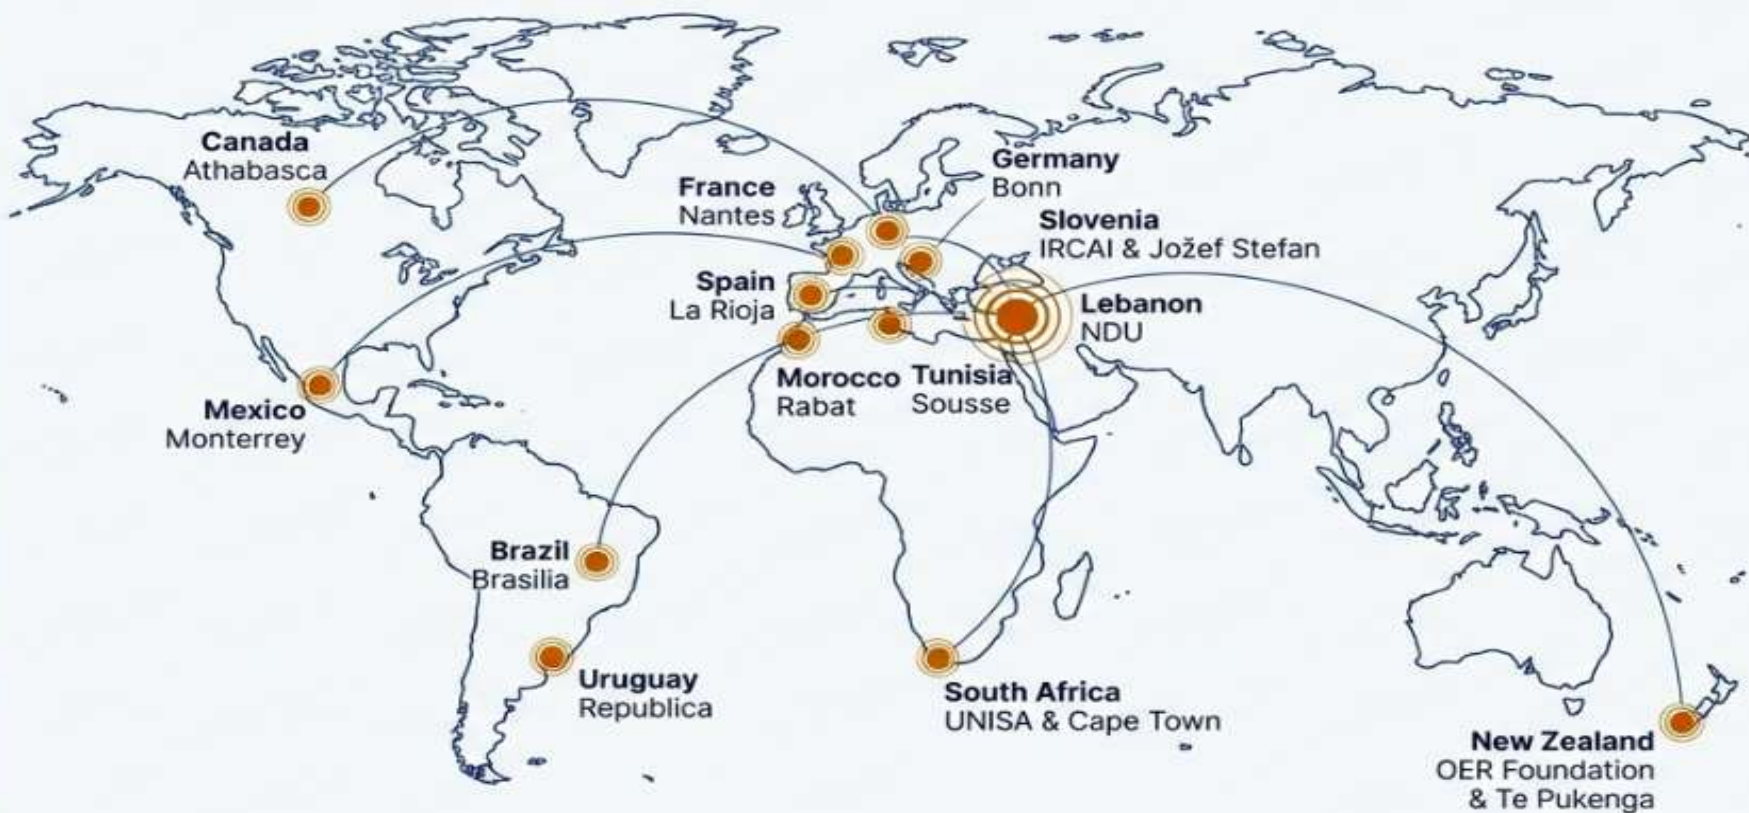 Canada
Athabasca
Germany
Bonn
France
Nantes
Slovenia
IRCAI & Jožef Stefan
Spain
La Rioja
Lebanon
NDU
Morocco
Rabat
Tunisia
Sousse
Mexico
Monterrey
Brazil
Brasilia
Uruguay
Republica
South Africa
UNISA & Cape Town
New Zealand
OER Foundation
& Te Pukenga